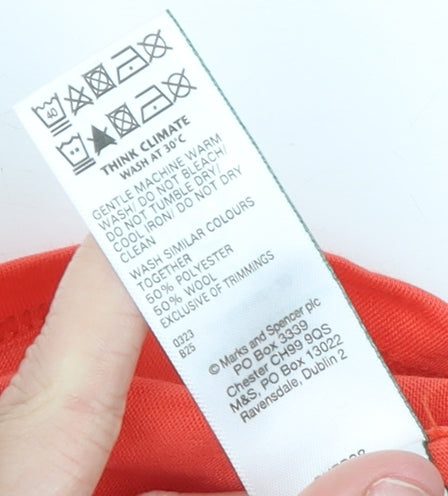 40
THINK CLIMATE
WASH AT 30°C
GENTLE MACHINE WARM
WASH/ DO NOT BLEACH/
DO NOT TUMBLE DRY/
COOL IRON/ DO NOT DRY
CLEAN
WASH SIMILAR COLOURS
TOGETHER
50% POLYESTER
50% WOOL
EXCLUSIVE OF TRIMMINGS
0323
B25
© Marks and Spencer plc
PO Box 3339
Chester CH99 9QS
M&S, PO Box 13022
Ravensdale, Dublin 2